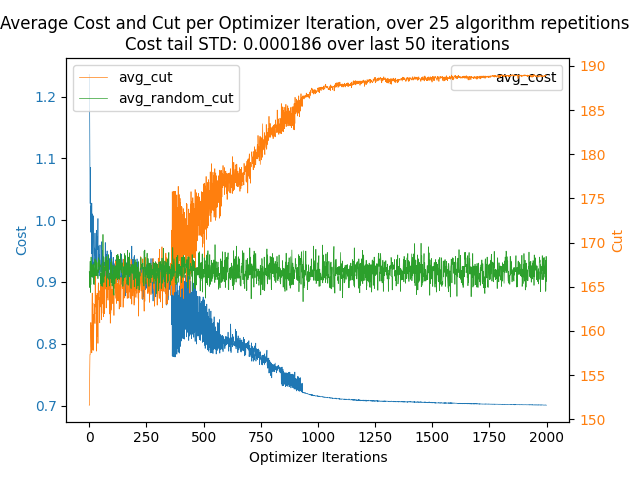 Average Cost and Cut per Optimizer Iteration, over 25 algorithm repetitions
Cost tail STD: 0.000186 over last 50 iterations
avg_cut
avg_random_cut
avg_cost
1.2
1.1
1.0
0.9
0.8
0.7
Cost
190
185
180
175
170
165
160
155
150
Cut
0 250 500 750 1000 1250 1500 1750 2000
Optimizer Iterations